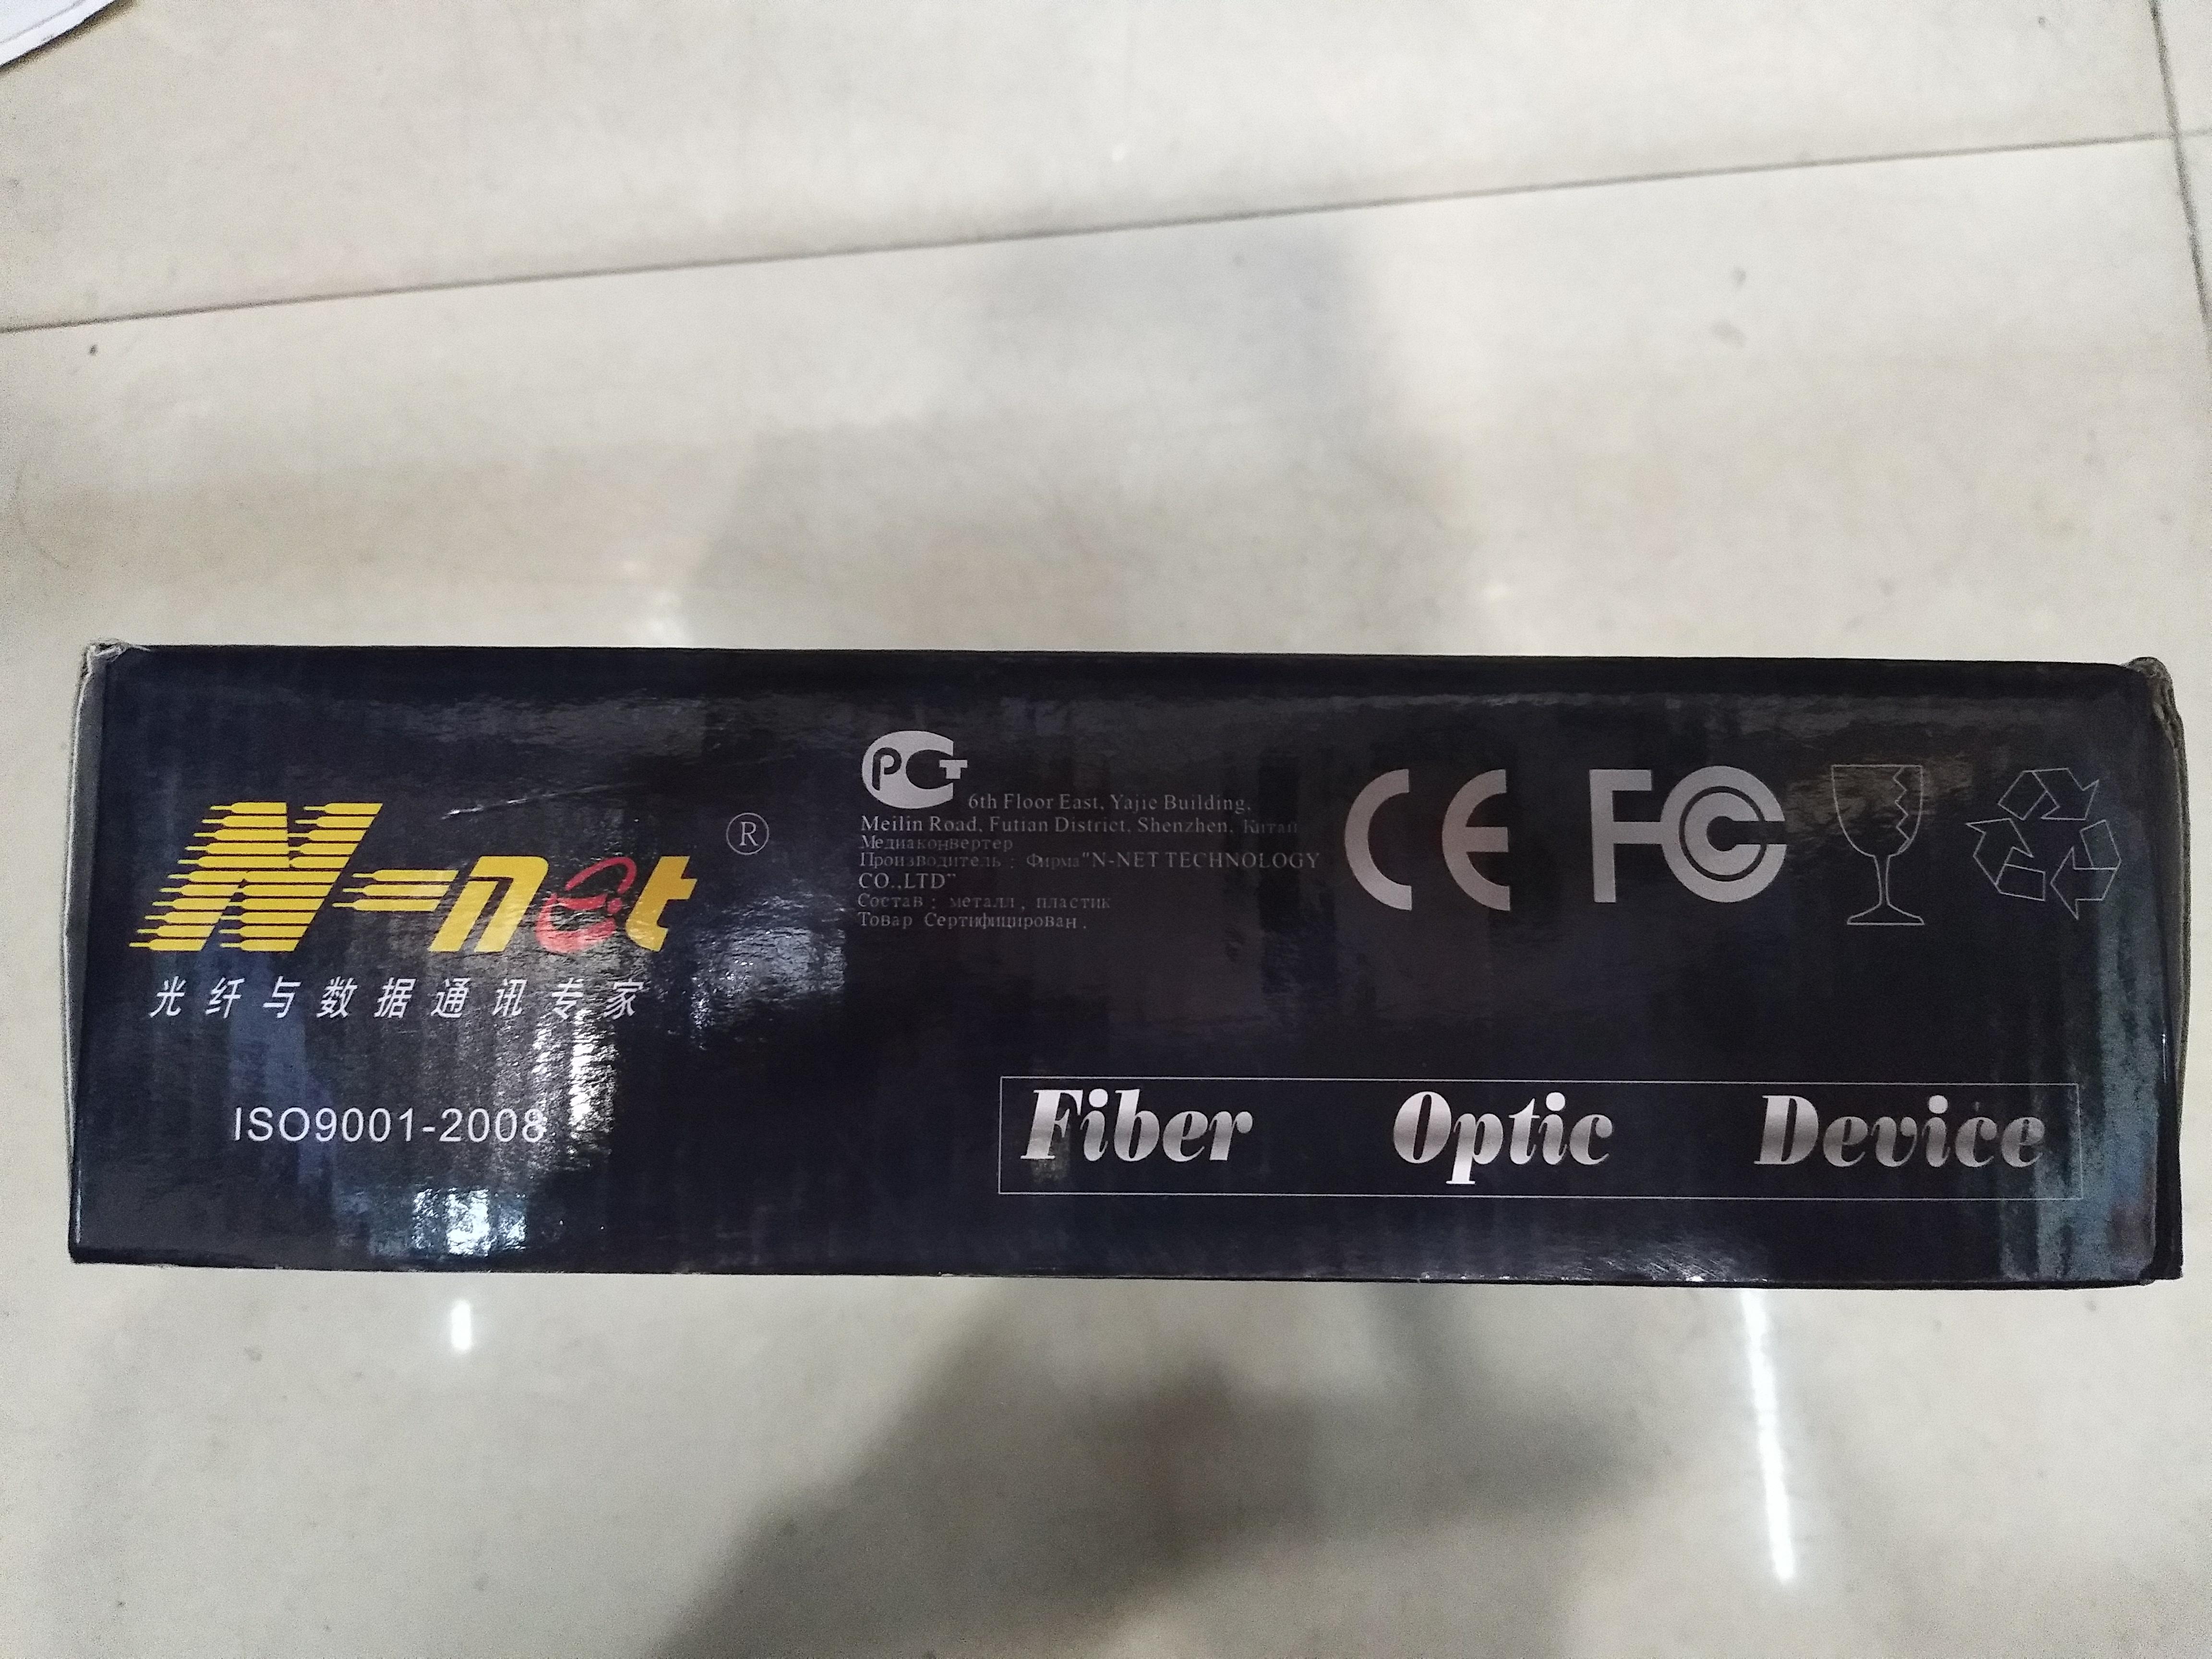 N-net ®
光纤与数据通讯专家
ISO9001-2008
РСТ
6th Floor East, Yajie Building,
Meilin Road, Futian District, Shenzhen, Китай
Медиаконвертер
Производитель : Фирма"N-NET TECHNOLOGY
CO.,LTD"
Состав : металл, пластик
Товар Сертифицирован.
CE FC
Fiber Optic Device